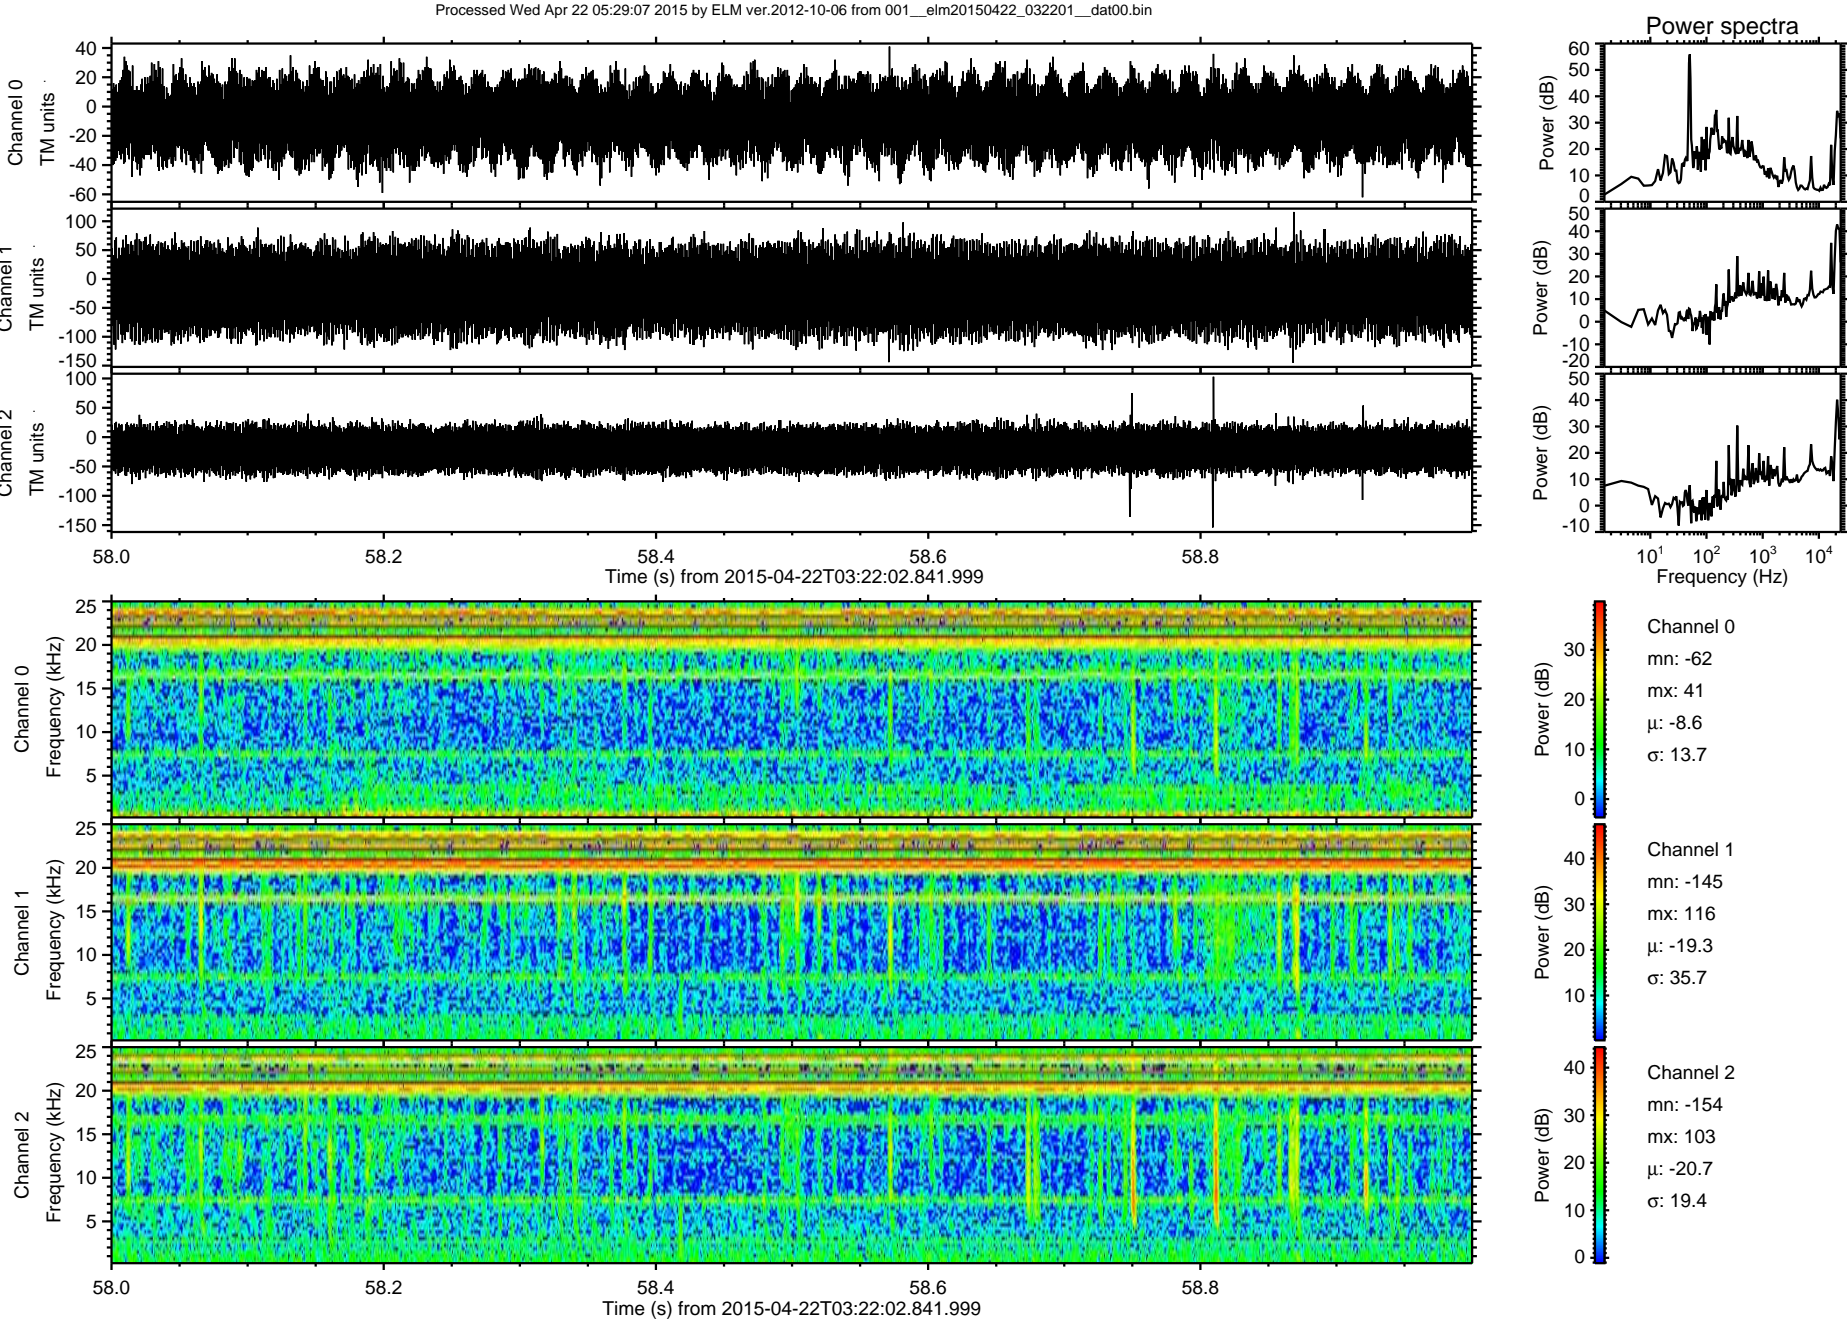 Processed Wed Apr 22 05:29:07 2015 by ELM ver.2012-10-06 from 001__elm20150422_032201__dat00.bin
Power spectra
Channel 0
TM units
40
20
0
-20
-40
-60
Power (dB)
60
50
40
30
20
10
0
Channel 1
TM units
100
50
0
-50
-100
-150
Power (dB)
50
40
30
20
10
0
-10
-20
Channel 2
TM units
100
50
0
-50
-100
-150
Power (dB)
50
40
30
20
10
0
-10
58.0 58.2 58.4 58.6 58.8
Time (s) from 2015-04-22T03:22:02.841.999
10^1 10^2 10^3 10^4
Frequency (Hz)
Channel 0
Frequency (kHz)
25
20
15
10
5
Power (dB)
30
20
10
0
Channel 0
mn: -62
mx: 41
μ: -8.6
σ: 13.7
Channel 1
Frequency (kHz)
25
20
15
10
5
Power (dB)
40
30
20
10
Channel 1
mn: -145
mx: 116
μ: -19.3
σ: 35.7
Channel 2
Frequency (kHz)
25
20
15
10
5
Power (dB)
40
30
20
10
0
Channel 2
mn: -154
mx: 103
μ: -20.7
σ: 19.4
58.0 58.2 58.4 58.6 58.8
Time (s) from 2015-04-22T03:22:02.841.999